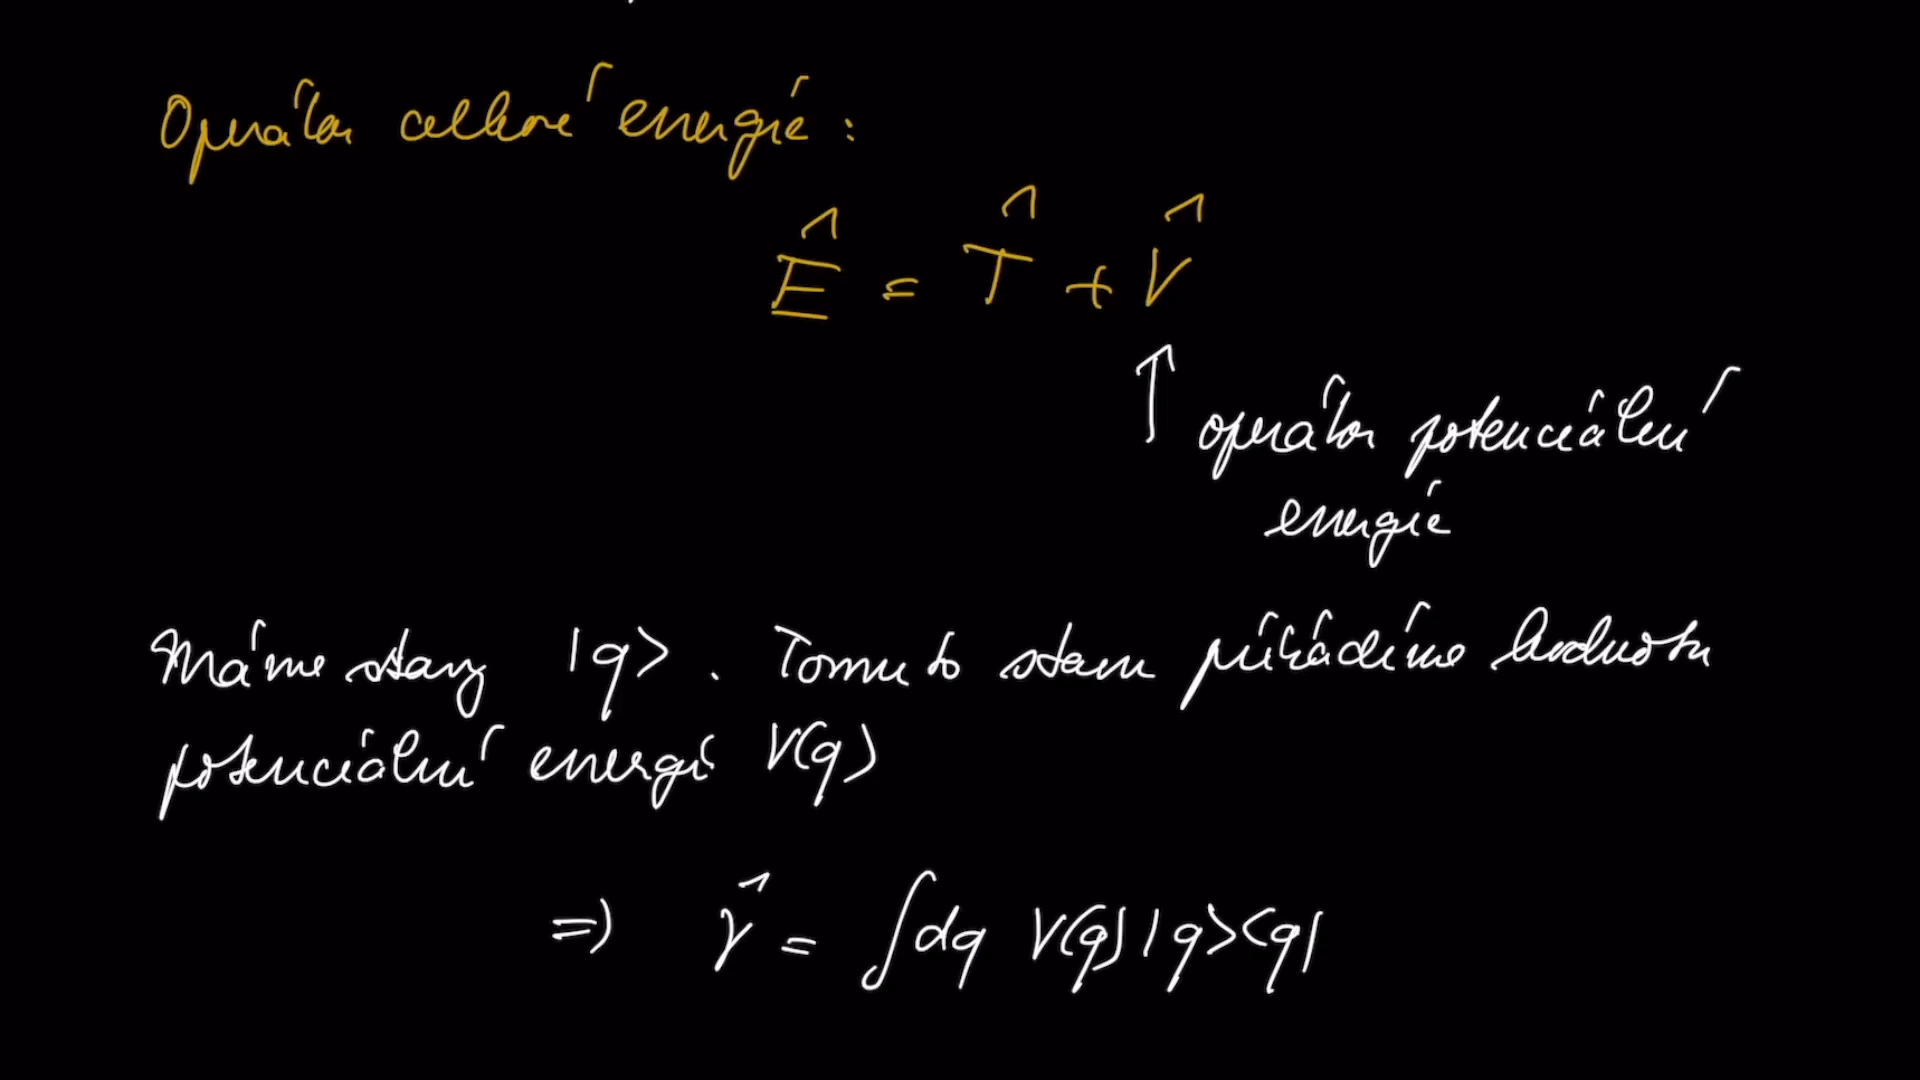 Operátor celkové energie:
Ê = T̂ + V̂
↑ operátor potenciální
energie
Máme stavy |q⟩. Tomuto stavu přiřadíme hodnotu
potenciální energie V(q)
⇒ V̂ = ∫dq V(q)|q⟩⟨q|